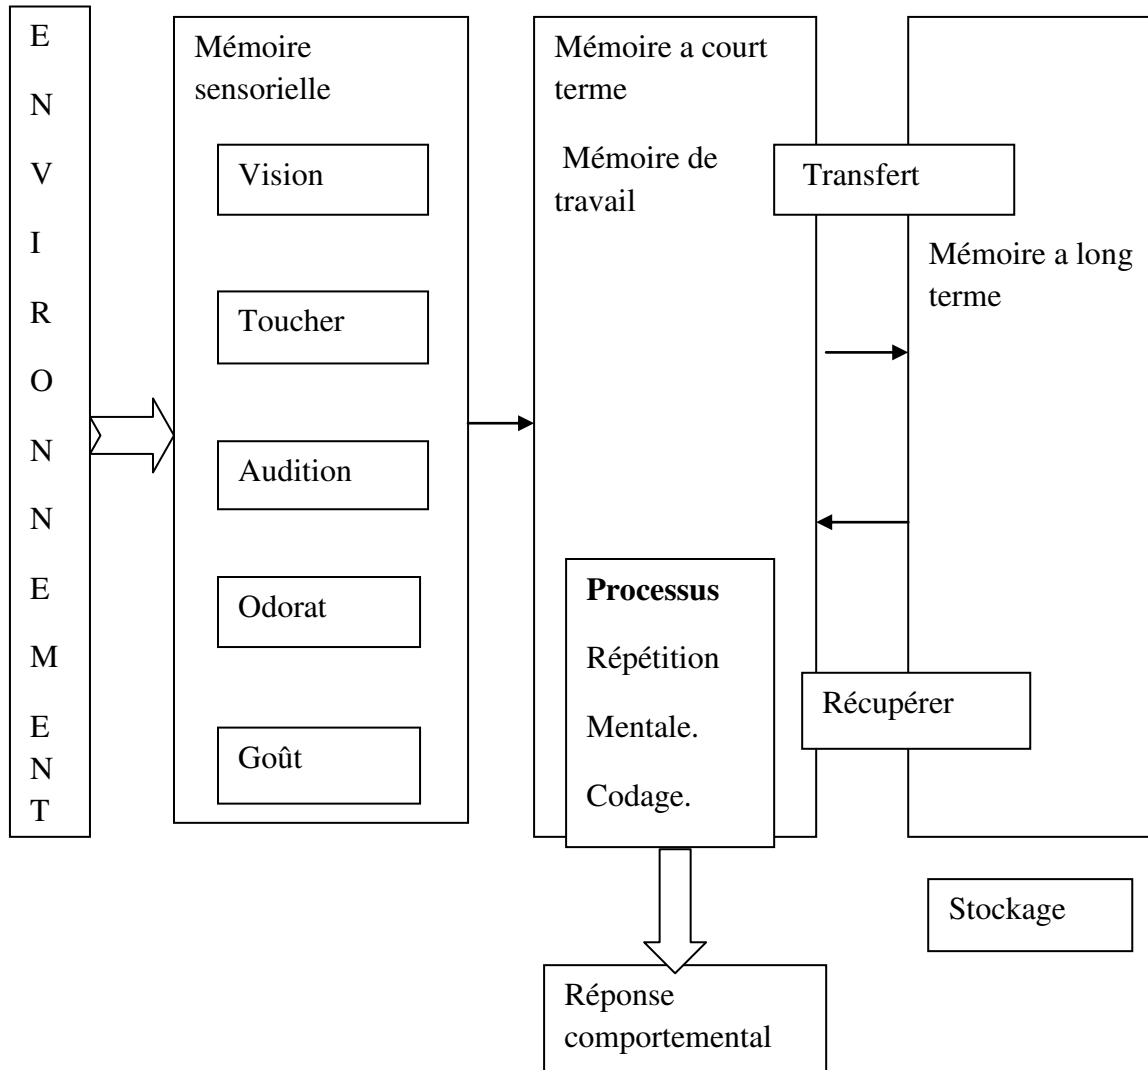 E
N
V
I
R
O
N
N
E
M
E
N
T
Mémoire
sensorielle
Vision
Toucher
Audition
Odorat
Goût
Mémoire a court
terme
Mémoire de
travail
Processus
Répétition
Mentale.
Codage.
Transfert
Mémoire a long
terme
Récupérer
Stockage
Réponse
comportemental